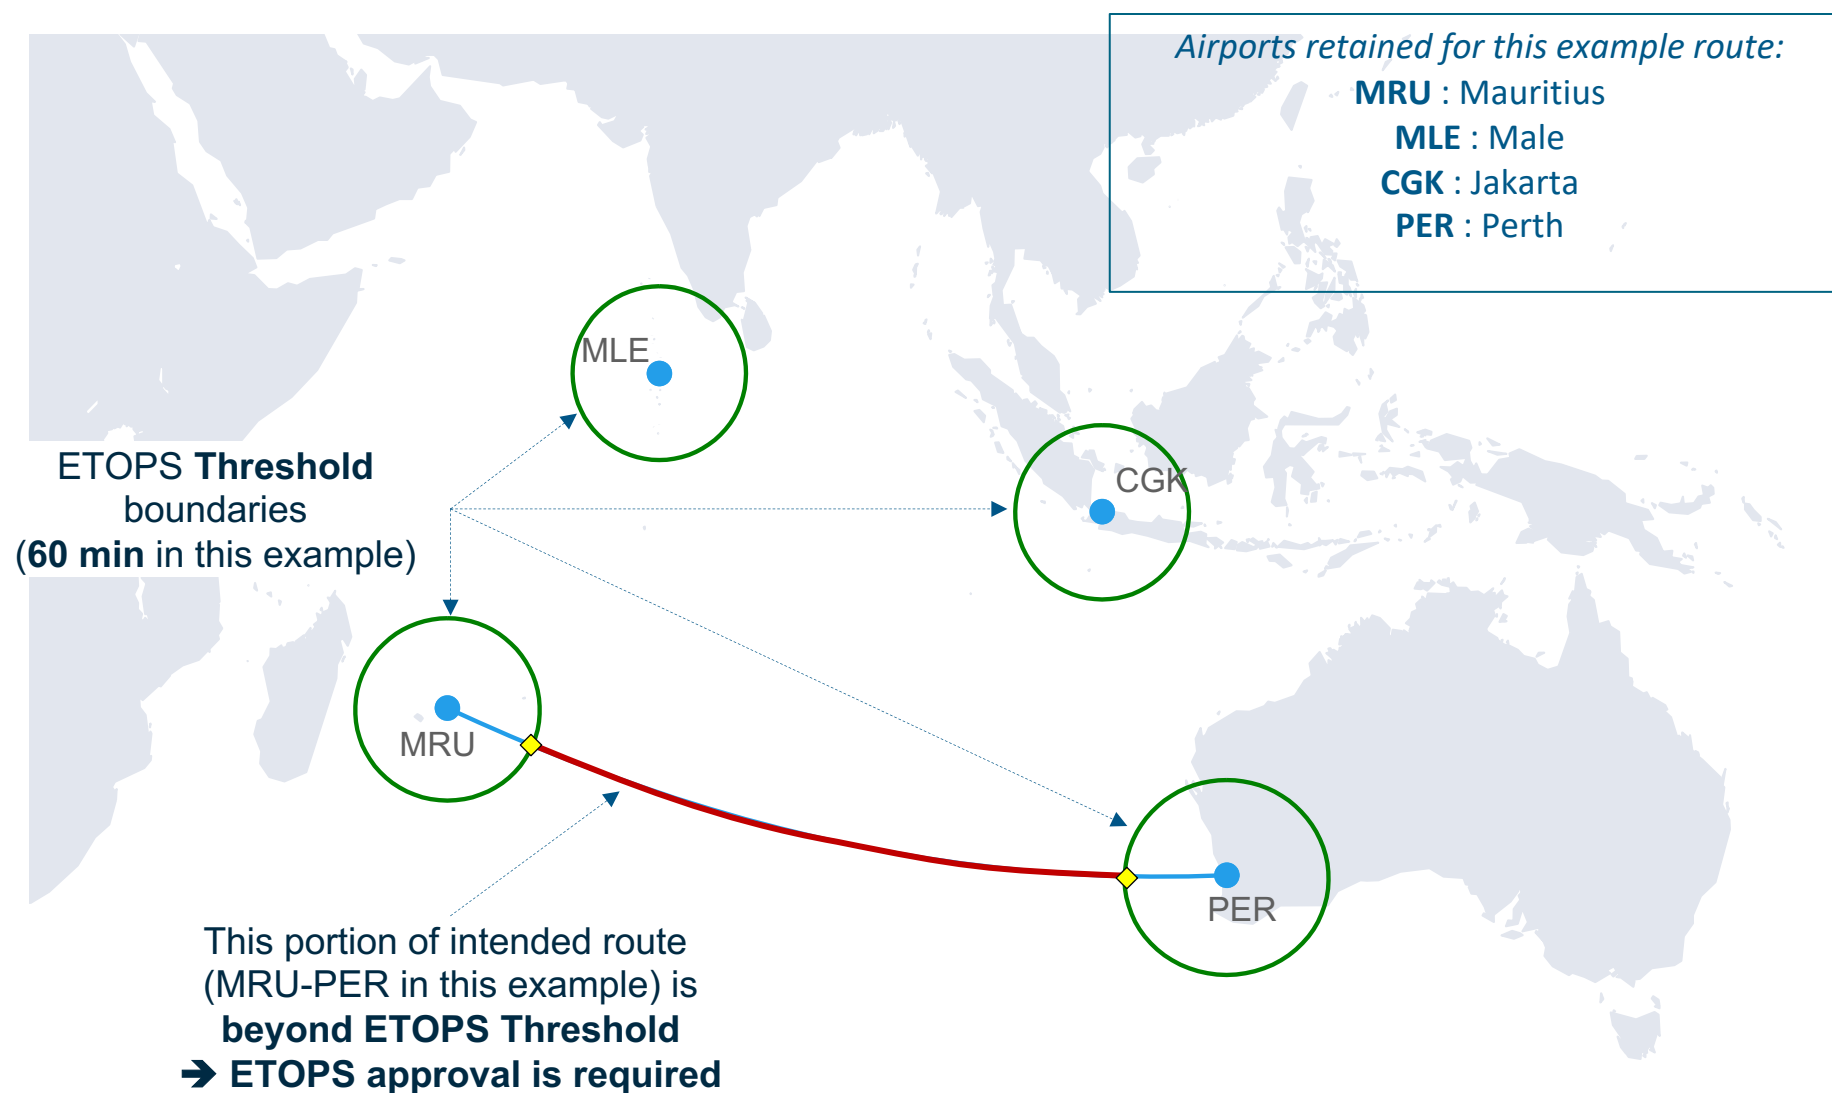 Airports retained for this example route:
MRU : Mauritius
MLE : Male
CGK : Jakarta
PER : Perth
MLE
CGK
ETOPS Threshold
boundaries
(60 min in this example)
MRU
PER
This portion of intended route
(MRU-PER in this example) is
beyond ETOPS Threshold
➔ ETOPS approval is required